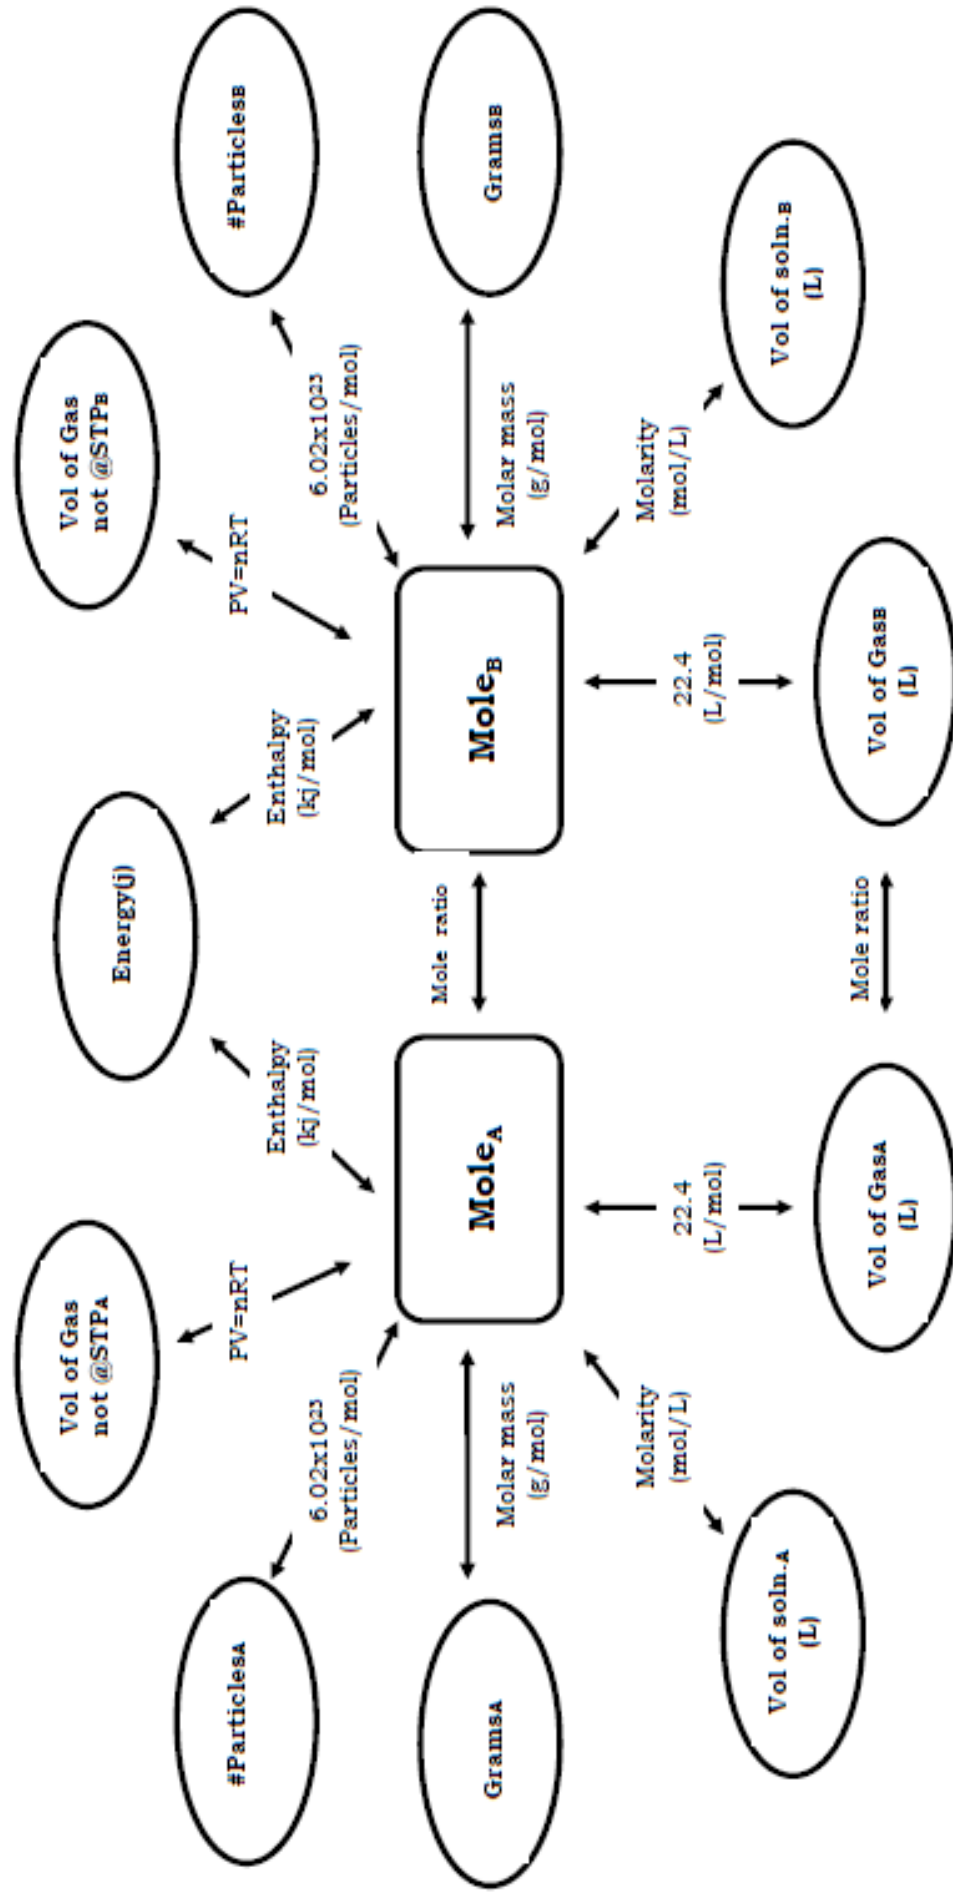 Vol of Gas
not @STPA
Vol of Gas
not @STPB
Energy(j)
#ParticlesA
#ParticlesB
PV=nRT
PV=nRT
Enthalpy
(kj/mol)
Enthalpy
(kj/mol)
6.02x10²³
(Particles/mol)
6.02x10²³
(Particles/mol)
GramsA
Molar mass
(g/mol)
MoleA
Mole ratio
MoleB
Molar mass
(g/mol)
GramsB
Molarity
(mol/L)
22.4
(L/mol)
22.4
(L/mol)
Molarity
(mol/L)
Vol of soln.A
(L)
Vol of soln.B
(L)
Vol of GasA
(L)
Mole ratio
Vol of GasB
(L)